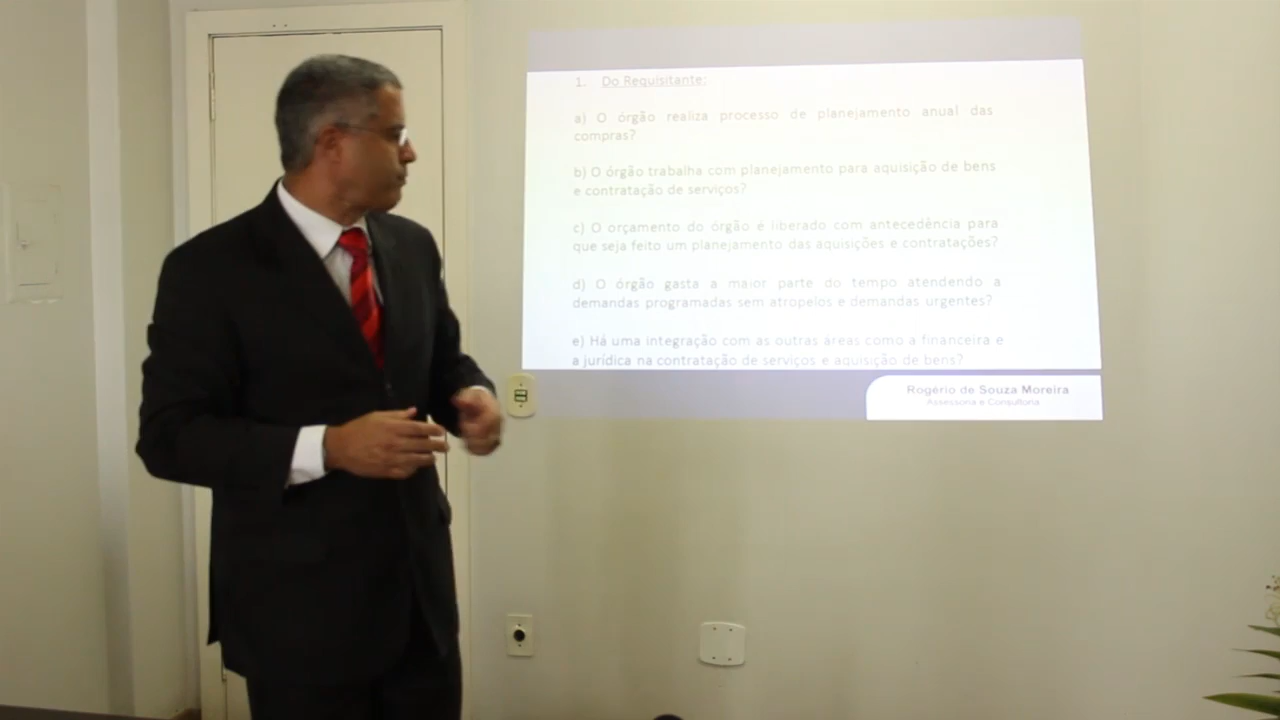 1. Do Requisitante:
a) O órgão realiza processo de planejamento anual das
compras?
b) O órgão trabalha com planejamento para aquisição de bens
e contratação de serviços?
c) O orçamento do órgão é liberado com antecedência para
que seja feito um planejamento das aquisições e contratações?
d) O órgão gasta a maior parte do tempo atendendo a
demandas programadas sem atropelos e demandas urgentes?
e) Há uma integração com as outras áreas como a financeira e
a jurídica na contratação de serviços e aquisição de bens?
Rogério de Souza Moreira
Assessoria e Consultoria